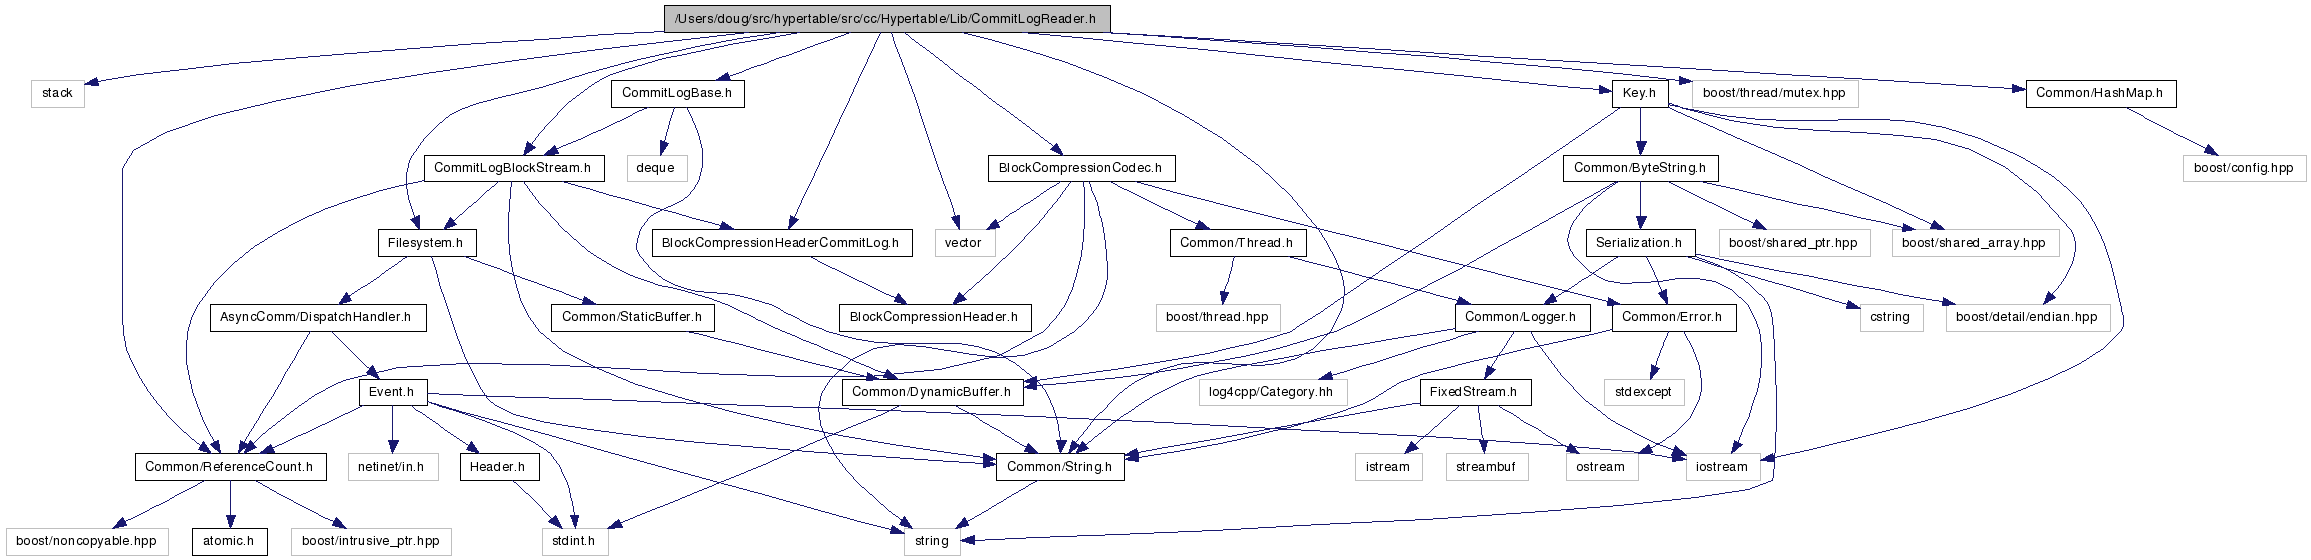 /Users/doug/src/hypertable/src/cc/Hypertable/Lib/CommitLogReader.h
stack
CommitLogBase.h
Key.h
boost/thread/mutex.hpp
Common/HashMap.h
CommitLogBlockStream.h
deque
BlockCompressionCodec.h
Common/ByteString.h
boost/config.hpp
Filesystem.h
BlockCompressionHeaderCommitLog.h
vector
Common/Thread.h
Serialization.h
boost/shared_ptr.hpp
boost/shared_array.hpp
AsyncComm/DispatchHandler.h
Common/StaticBuffer.h
BlockCompressionHeader.h
boost/thread.hpp
Common/Logger.h
Common/Error.h
cstring
boost/detail/endian.hpp
Event.h
Common/DynamicBuffer.h
log4cpp/Category.hh
FixedStream.h
stdexcept
Common/ReferenceCount.h
netinet/in.h
Header.h
Common/String.h
istream
streambuf
ostream
iostream
boost/noncopyable.hpp
atomic.h
boost/intrusive_ptr.hpp
stdint.h
string